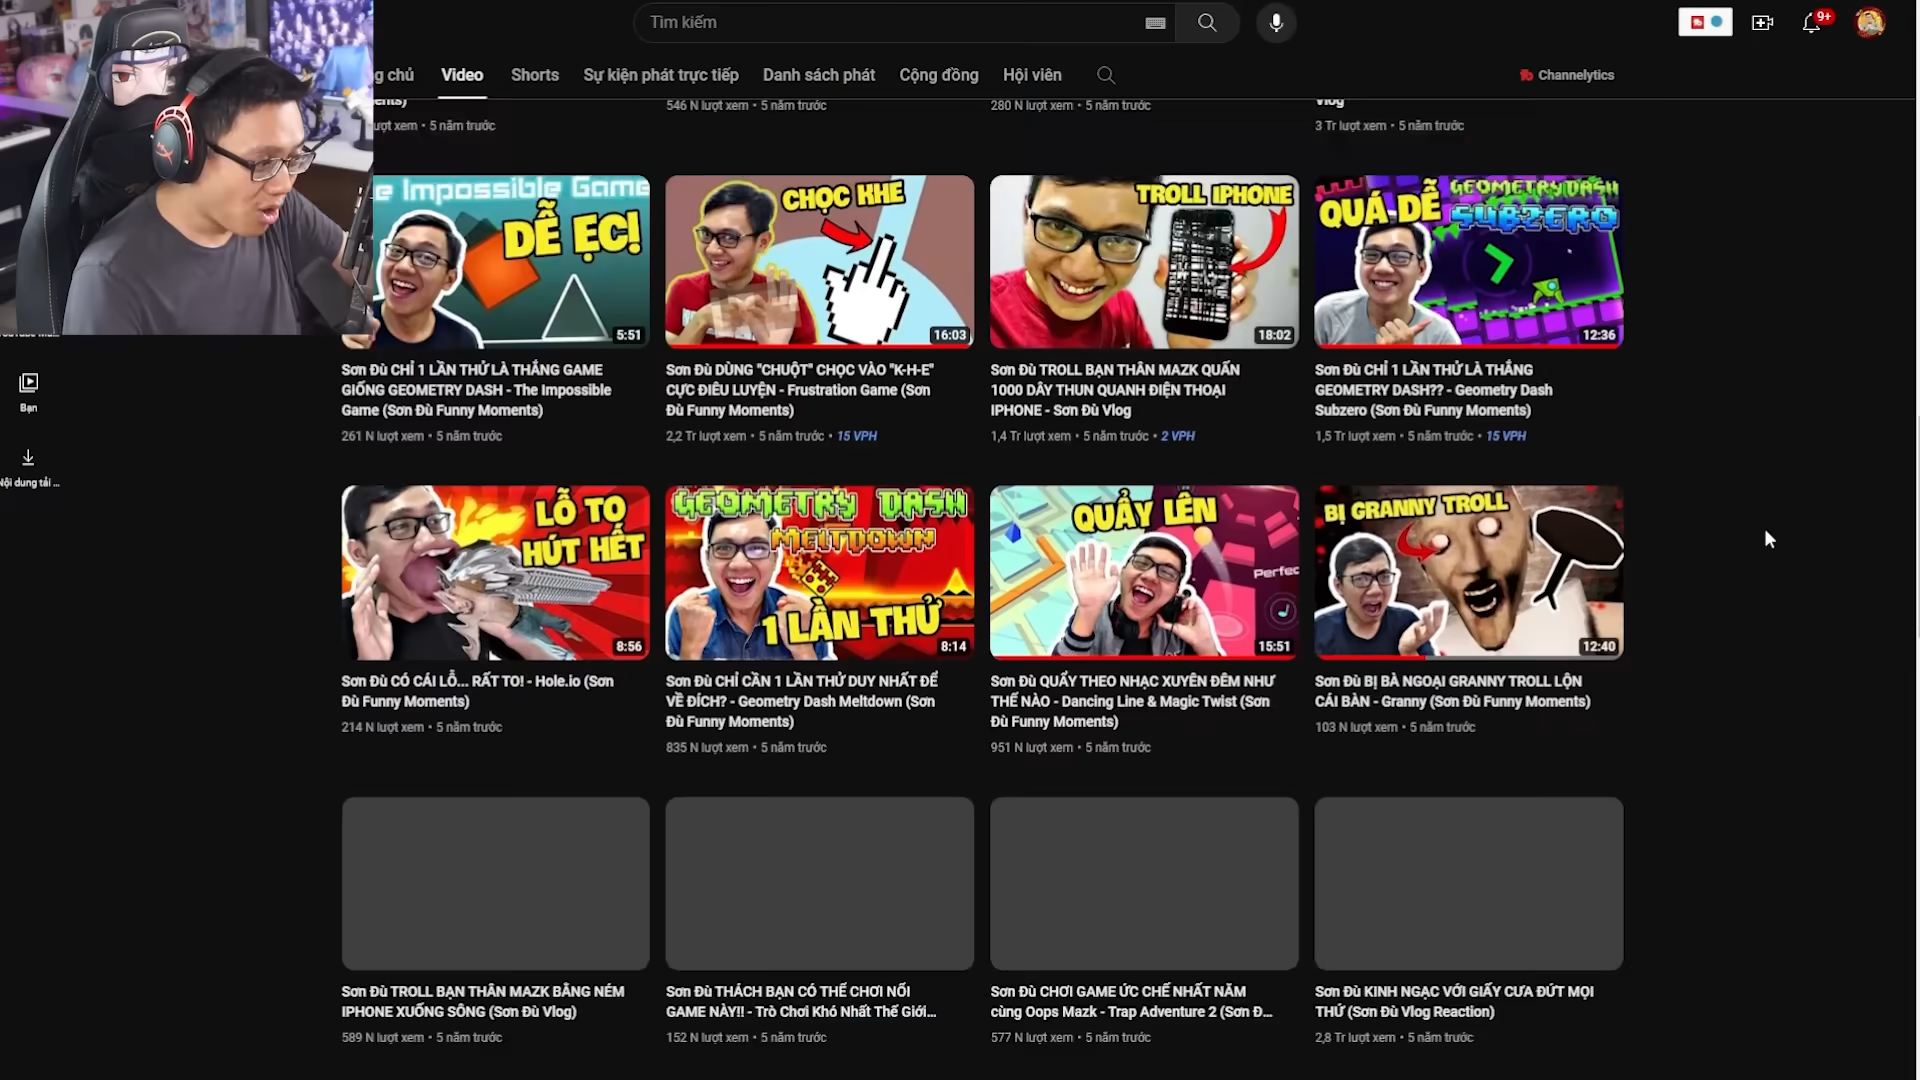 Tìm kiếm
9+
g chủ
Video
Shorts
Sự kiện phát trực tiếp
Danh sách phát
Cộng đồng
Hội viên
Channelytics
546 N lượt xem • 5 năm trước
280 N lượt xem • 5 năm trước
Vlog
lượt xem • 5 năm trước
3 Tr lượt xem • 5 năm trước
e Impossible Game
DỄ ẸC!
5:51
CHỌC KHE
16:03
TROLL IPHONE
18:02
QUÁ DỄ
GEOMETRY DASH
SUBZERO
12:36
Sơn Đù CHỈ 1 LẦN THỬ LÀ THẮNG GAME
GIỐNG GEOMETRY DASH - The Impossible
Game (Sơn Đù Funny Moments)
261 N lượt xem • 5 năm trước
Sơn Đù DÙNG "CHUỘT" CHỌC VÀO "K-H-E"
CỰC ĐIÊU LUYỆN - Frustration Game (Sơn
Đù Funny Moments)
2,2 Tr lượt xem • 5 năm trước • 15 VPH
Sơn Đù TROLL BẠN THÂN MAZK QUẤN
1000 DÂY THUN QUANH ĐIỆN THOẠI
IPHONE - Sơn Đù Vlog
1,4 Tr lượt xem • 5 năm trước • 2 VPH
Sơn Đù CHỈ 1 LẦN THỬ LÀ THẮNG
GEOMETRY DASH?? - Geometry Dash
Subzero (Sơn Đù Funny Moments)
1,5 Tr lượt xem • 5 năm trước • 15 VPH
Bạn
Nội dung tải ...
LỖ TO
HÚT HẾT
8:56
GEOMETRY DASH
MELTDOWN
1 LẦN THỬ
8:14
QUẨY LÊN
Perfec
15:51
BỊ GRANNY TROLL
12:40
Sơn Đù CÓ CÁI LỖ... RẤT TO! - Hole.io (Sơn
Đù Funny Moments)
214 N lượt xem • 5 năm trước
Sơn Đù CHỈ CẦN 1 LẦN THỬ DUY NHẤT ĐỂ
VỀ ĐÍCH? - Geometry Dash Meltdown (Sơn
Đù Funny Moments)
835 N lượt xem • 5 năm trước
Sơn Đù QUẨY THEO NHẠC XUYÊN ĐÊM NHƯ
THẾ NÀO - Dancing Line & Magic Twist (Sơn
Đù Funny Moments)
951 N lượt xem • 5 năm trước
Sơn Đù BỊ BÀ NGOẠI GRANNY TROLL LỘN
CÁI BÀN - Granny (Sơn Đù Funny Moments)
103 N lượt xem • 5 năm trước
Sơn Đù TROLL BẠN THÂN MAZK BẰNG NÉM
IPHONE XUỐNG SÔNG (Sơn Đù Vlog)
589 N lượt xem • 5 năm trước
Sơn Đù THÁCH BẠN CÓ THỂ CHƠI NỔI
GAME NÀY!! - Trò Chơi Khó Nhất Thế Giới...
152 N lượt xem • 5 năm trước
Sơn Đù CHƠI GAME ỨC CHẾ NHẤT NĂM
cùng Oops Mazk - Trap Adventure 2 (Sơn Đ...
577 N lượt xem • 5 năm trước
Sơn Đù KINH NGẠC VỚI GIẤY CƯA ĐỨT MỌI
THỨ (Sơn Đù Vlog Reaction)
2,8 Tr lượt xem • 5 năm trước